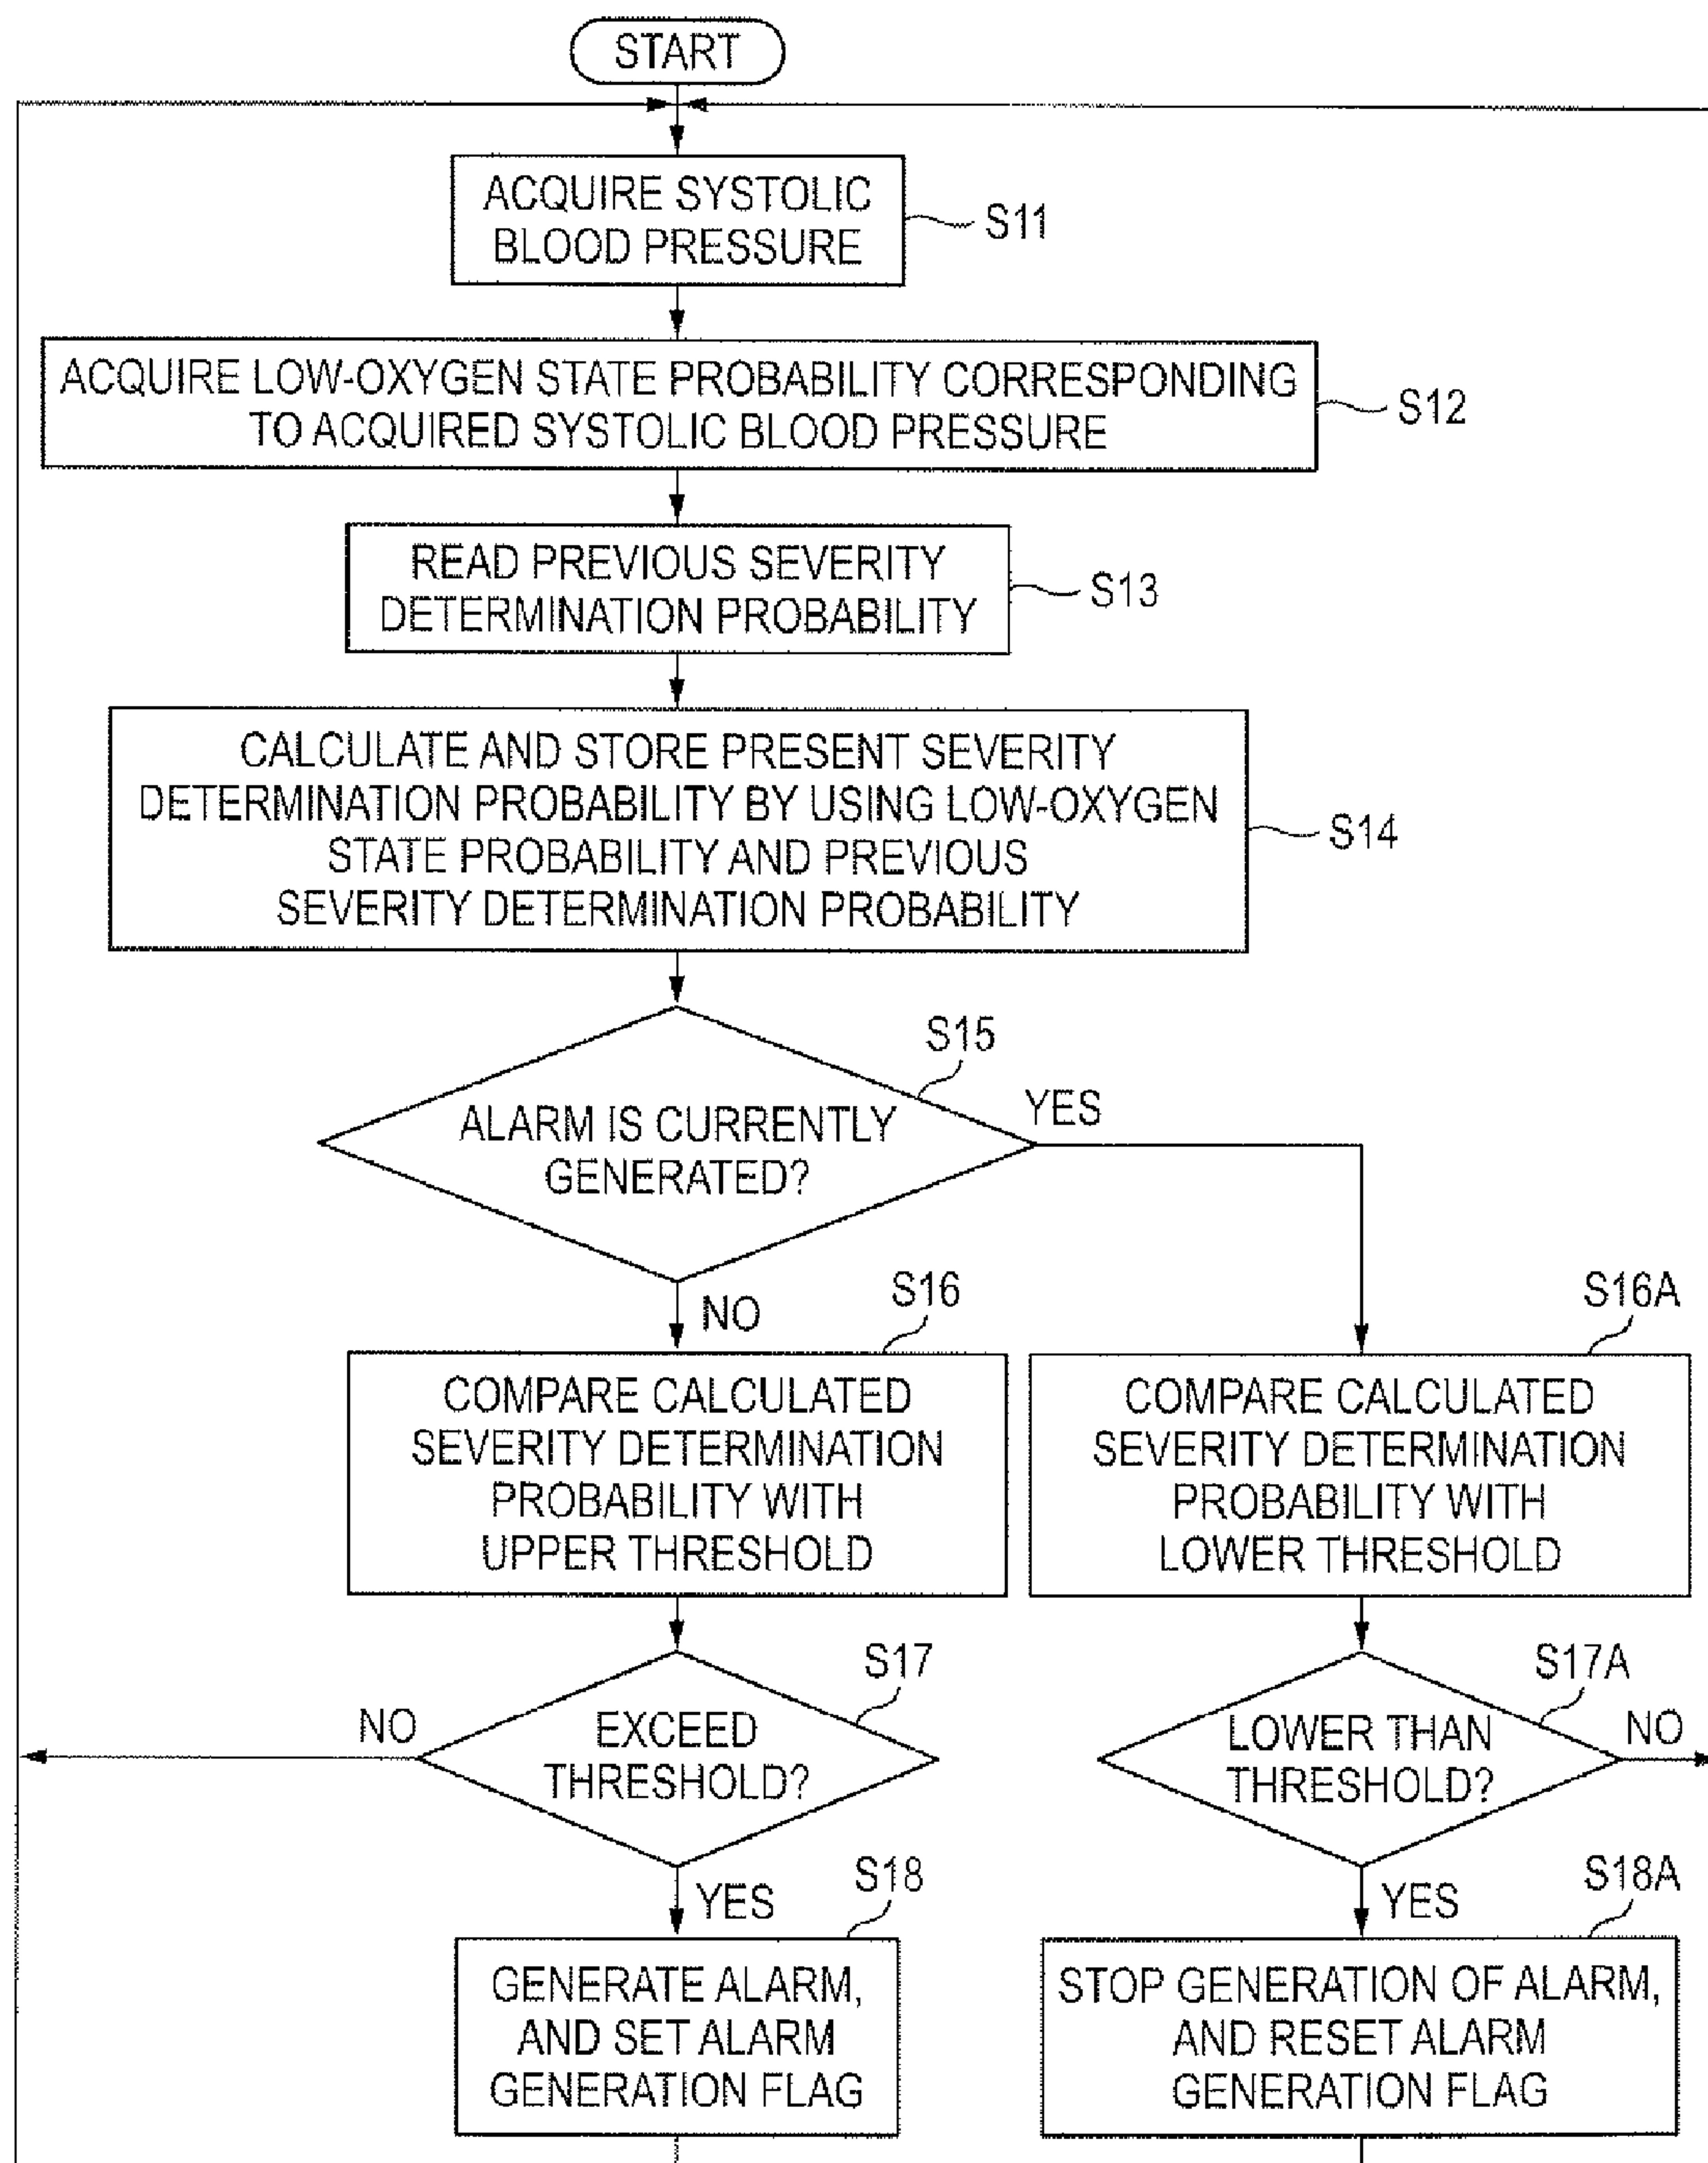 START
ACQUIRE SYSTOLIC
BLOOD PRESSURE
S11
ACQUIRE LOW-OXYGEN STATE PROBABILITY CORRESPONDING
TO ACQUIRED SYSTOLIC BLOOD PRESSURE
S12
READ PREVIOUS SEVERITY
DETERMINATION PROBABILITY
S13
CALCULATE AND STORE PRESENT SEVERITY
DETERMINATION PROBABILITY BY USING LOW-OXYGEN
STATE PROBABILITY AND PREVIOUS
SEVERITY DETERMINATION PROBABILITY
S14
S15
ALARM IS CURRENTLY
GENERATED?
YES
NO
S16
COMPARE CALCULATED
SEVERITY DETERMINATION
PROBABILITY WITH
UPPER THRESHOLD
S16A
COMPARE CALCULATED
SEVERITY DETERMINATION
PROBABILITY WITH
LOWER THRESHOLD
S17
NO
EXCEED
THRESHOLD?
YES
S17A
LOWER THAN
THRESHOLD?
NO
YES
S18
GENERATE ALARM,
AND SET ALARM
GENERATION FLAG
S18A
STOP GENERATION OF ALARM,
AND RESET ALARM
GENERATION FLAG